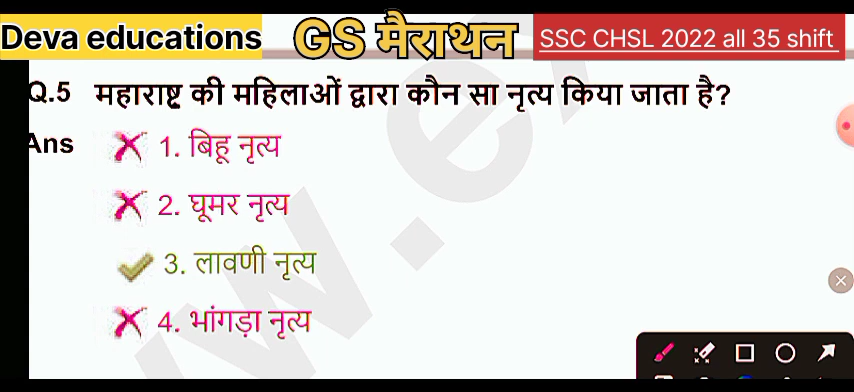 Deva educations GS मैराथन SSC CHSL 2022 all 35 shift
Q.5 महाराष्ट्र की महिलाओं द्वारा कौन सा नृत्य किया जाता है?
Ans 1. बिहू नृत्य
2. घूमर नृत्य
3. लावणी नृत्य
4. भांगड़ा नृत्य